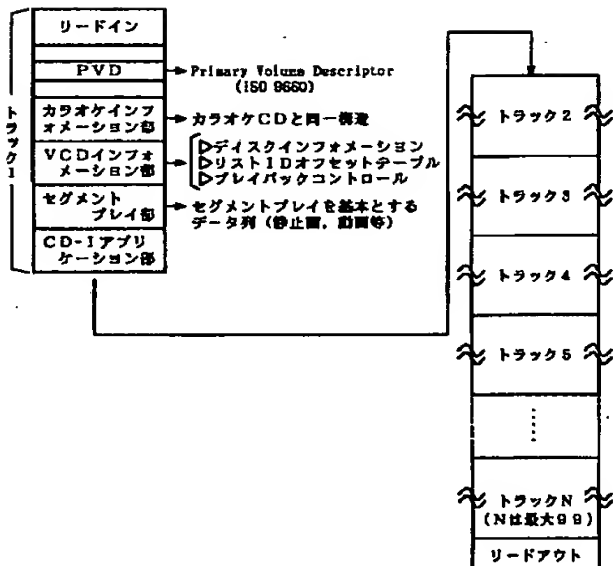 トラック1
リードイン
PVD
Primary Volume Descriptor
(ISO 9660)
カラオケインフ
ォメーション部
カラオケCDと同一構造
VCDインフォ
メーション部
▷ディスクインフォメーション
▷リストIDオフセットテーブル
▷プレイバックコントロール
セグメント
プレイ部
セグメントプレイを基本とする
データ列（静止画，動画等）
CD-Iアプリ
ケーション部
トラック2
トラック3
トラック4
トラック5
トラックN
（Nは最大99）
リードアウト